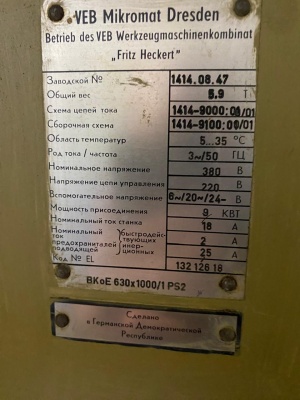 VEB Mikromat Dresden
Betrieb des VEB Werkzeugmaschinenkombinat
„Fritz Heckert"
Заводской № 1414.08.47
Общий вес 5.9 Т
Схема цепей тока 1414-9000;01/01
Сборочная схема 1414-9100;01/01
Область температур 5...35 °C
Род тока / частота 3~/50 ГЦ
Номинальное напряжение 380 В
Напряжение цепи управления 220 В
Вспомогательное напряжение 6~/20~/24- В
Мощность присоединения 9 КВТ
Номинальный ток станка 18 А
Номинальный ток предохранителей подводящей быстродействующих 2 А
инерционных 25 А
Код № EL 132 126 18
BKoE 630x1000/1 PS2
Сделано
в Германской Демократической
Республике